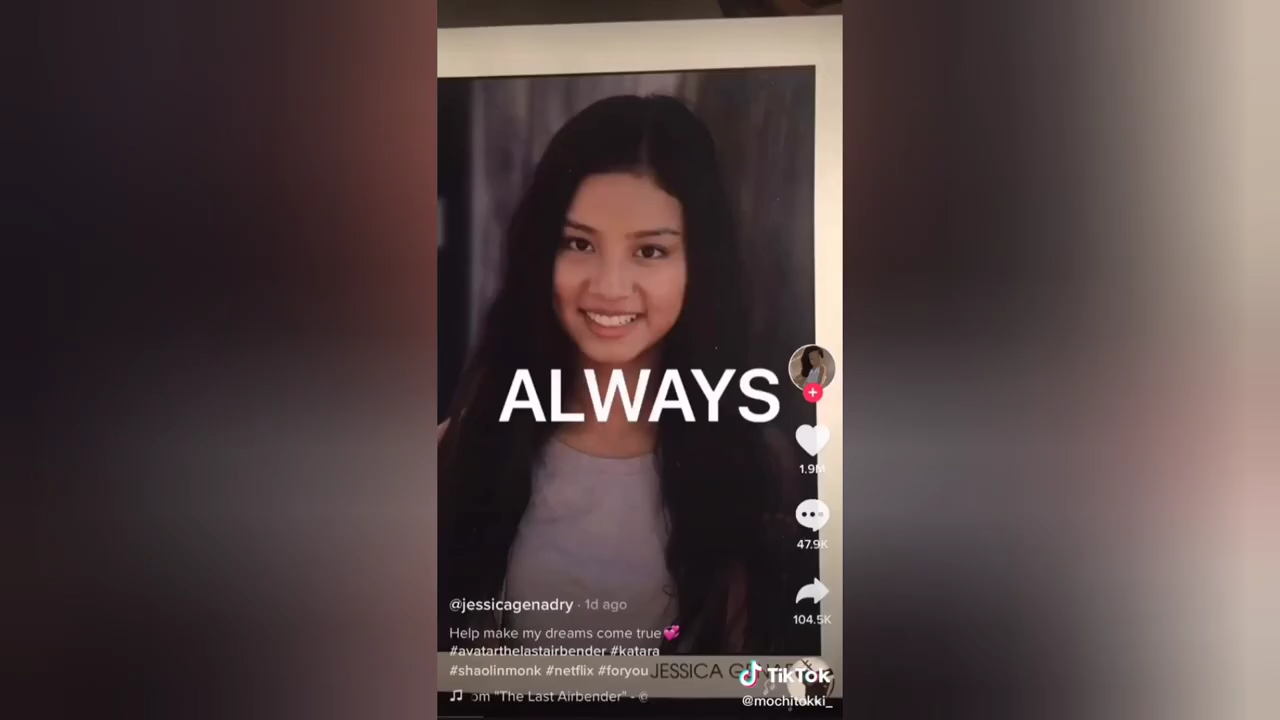 ALWAYS
1.9M
47.9K
104.5K
@jessicagenadry · 1d ago
Help make my dreams come true💞
#avatarthelastairbender #katara
#shaolinmonk #netflix #foryou
JESSICA
om "The Last Airbender" - ©
TikTok
@mochitokki_